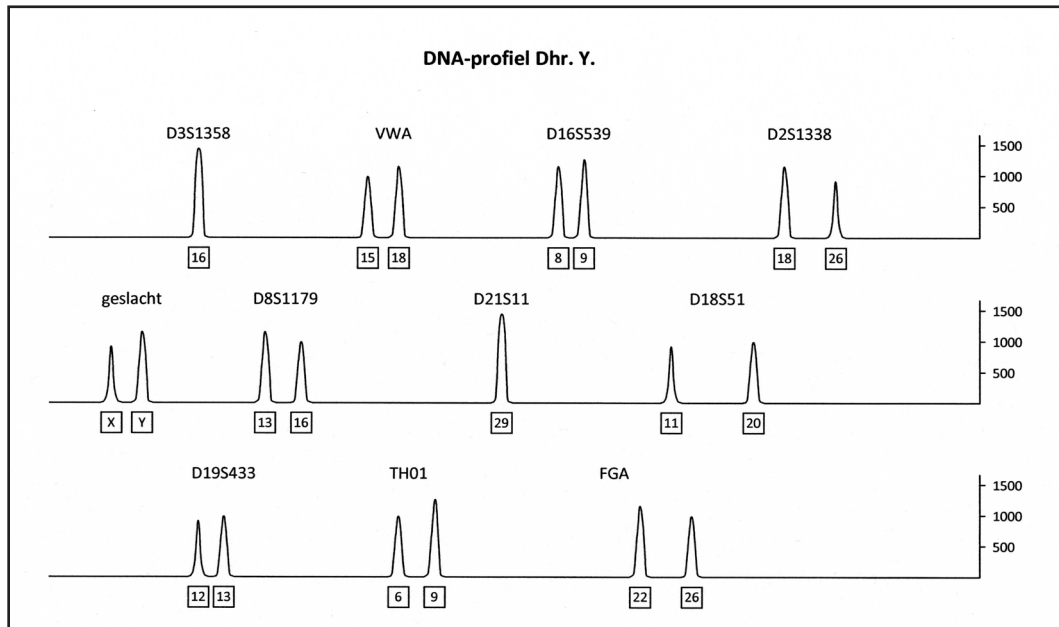 DNA-profiel Dhr. Y.
D3S1358 VWA D16S539 D2S1338
1500
1000
500
16 15 18 8 9 18 26
geslacht D8S1179 D21S11 D18S51
1500
1000
500
X Y 13 16 29 11 20
D19S433 TH01 FGA
1500
1000
500
12 13 6 9 22 26